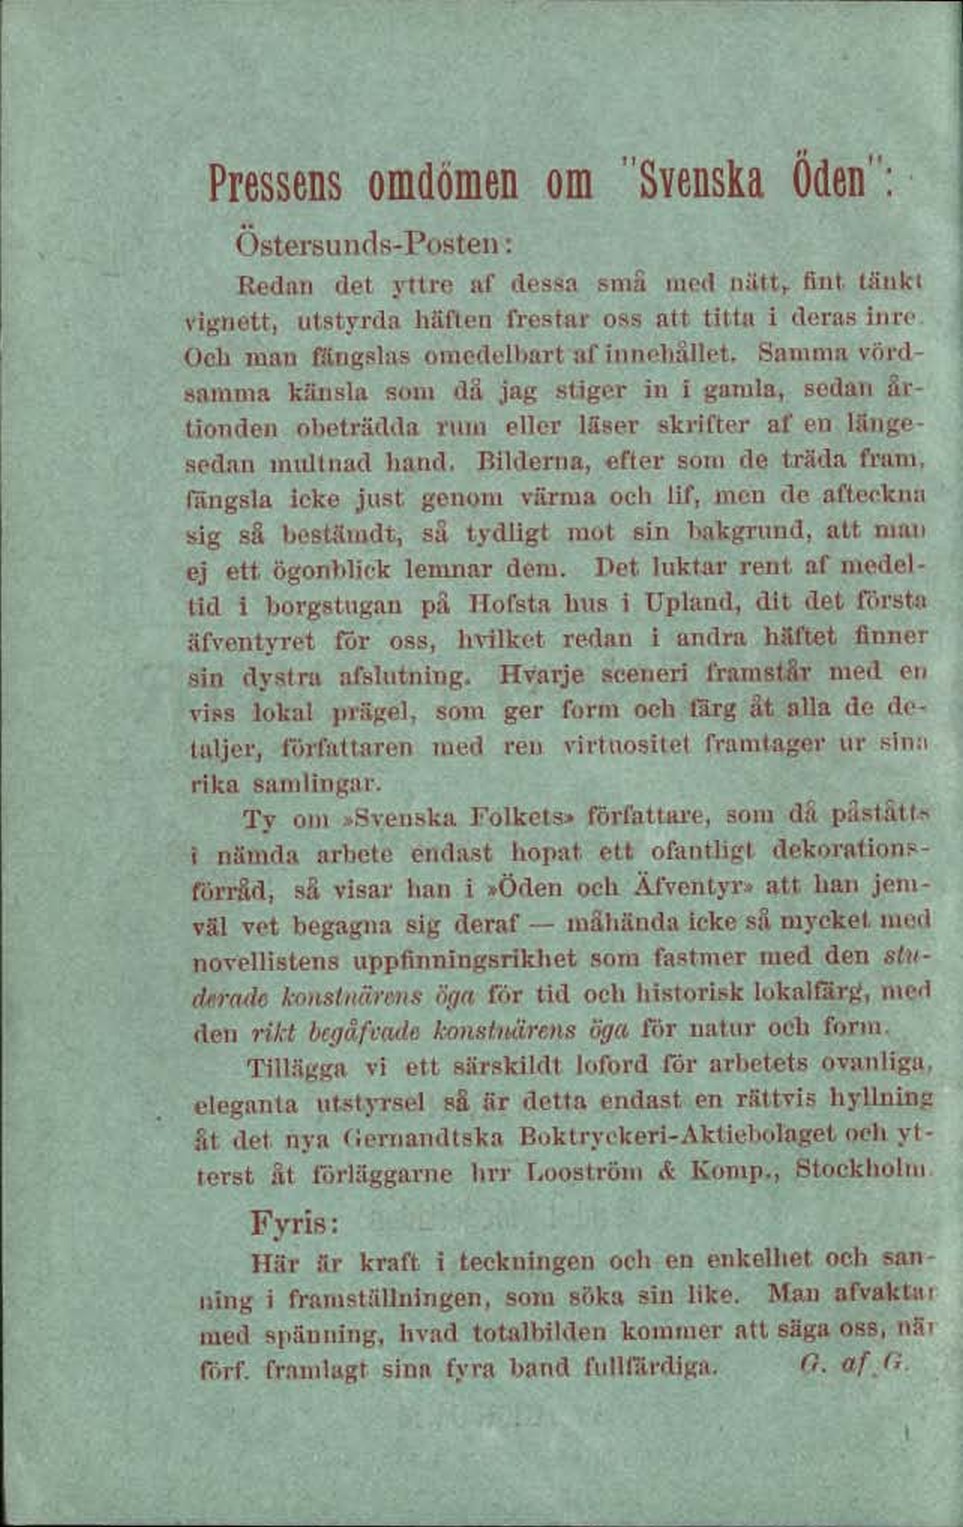 Pressens omdömen om "Svenska Öden":
Östersunds-Posten:
Redan det yttre af dessa små med nätt, fint tänkt
vignett, utstyrda häften frestar oss att titta i deras inre.
Och man fängslas omedelbart af innehållet. Samma vörd-
samma känsla som då jag stiger in i gamla, sedan år-
tionden obeträdda rum eller läser skrifter af en länge-
sedan multnad hand. Bilderna, efter som de träda fram,
fängsla icke just genom värma och lif, men de afteckna
sig så bestämdt, så tydligt mot sin bakgrund, att man
ej ett ögonblick lemnar dem. Det luktar rent af medel-
tid i borgstugan på Hofsta hus i Upland, dit det första
äfventyret för oss, hvilket redan i andra häftet finner
sin dystra afslutning. Hvarje sceneri framstår med en
viss lokal prägel, som ger form och färg åt alla de de-
taljer, författaren med ren virtuositet framtager ur sina
rika samlingar.
Ty om »Svenska Folkets» författare, som då påståtts
i nämda arbete endast hopat ett ofantligt dekorations-
förråd, så visar han i »Öden och Äfventyr» att han jem-
väl vet begagna sig deraf — måhända icke så mycket med
novellistens uppfinningsrikhet som fastmer med den stu-
derade konstnärens öga för tid och historisk lokalfärg, med
den rikt begåfvade konstnärens öga för natur och form.
Tillägga vi ett särskildt loford för arbetets ovanliga,
eleganta utstyrsel så är detta endast en rättvis hyllning
åt det nya Gernandtska Boktryckeri-Aktiebolaget och yt-
terst åt förläggarne hrr Looström & Komp., Stockholm.
Fyris:
Här är kraft i teckningen och en enkelhet och san-
ning i framställningen, som söka sin like. Man afvaktar
med spänning, hvad totalbilden kommer att säga oss, när
förf. framlagt sina fyra band fullfärdiga. G. af G.